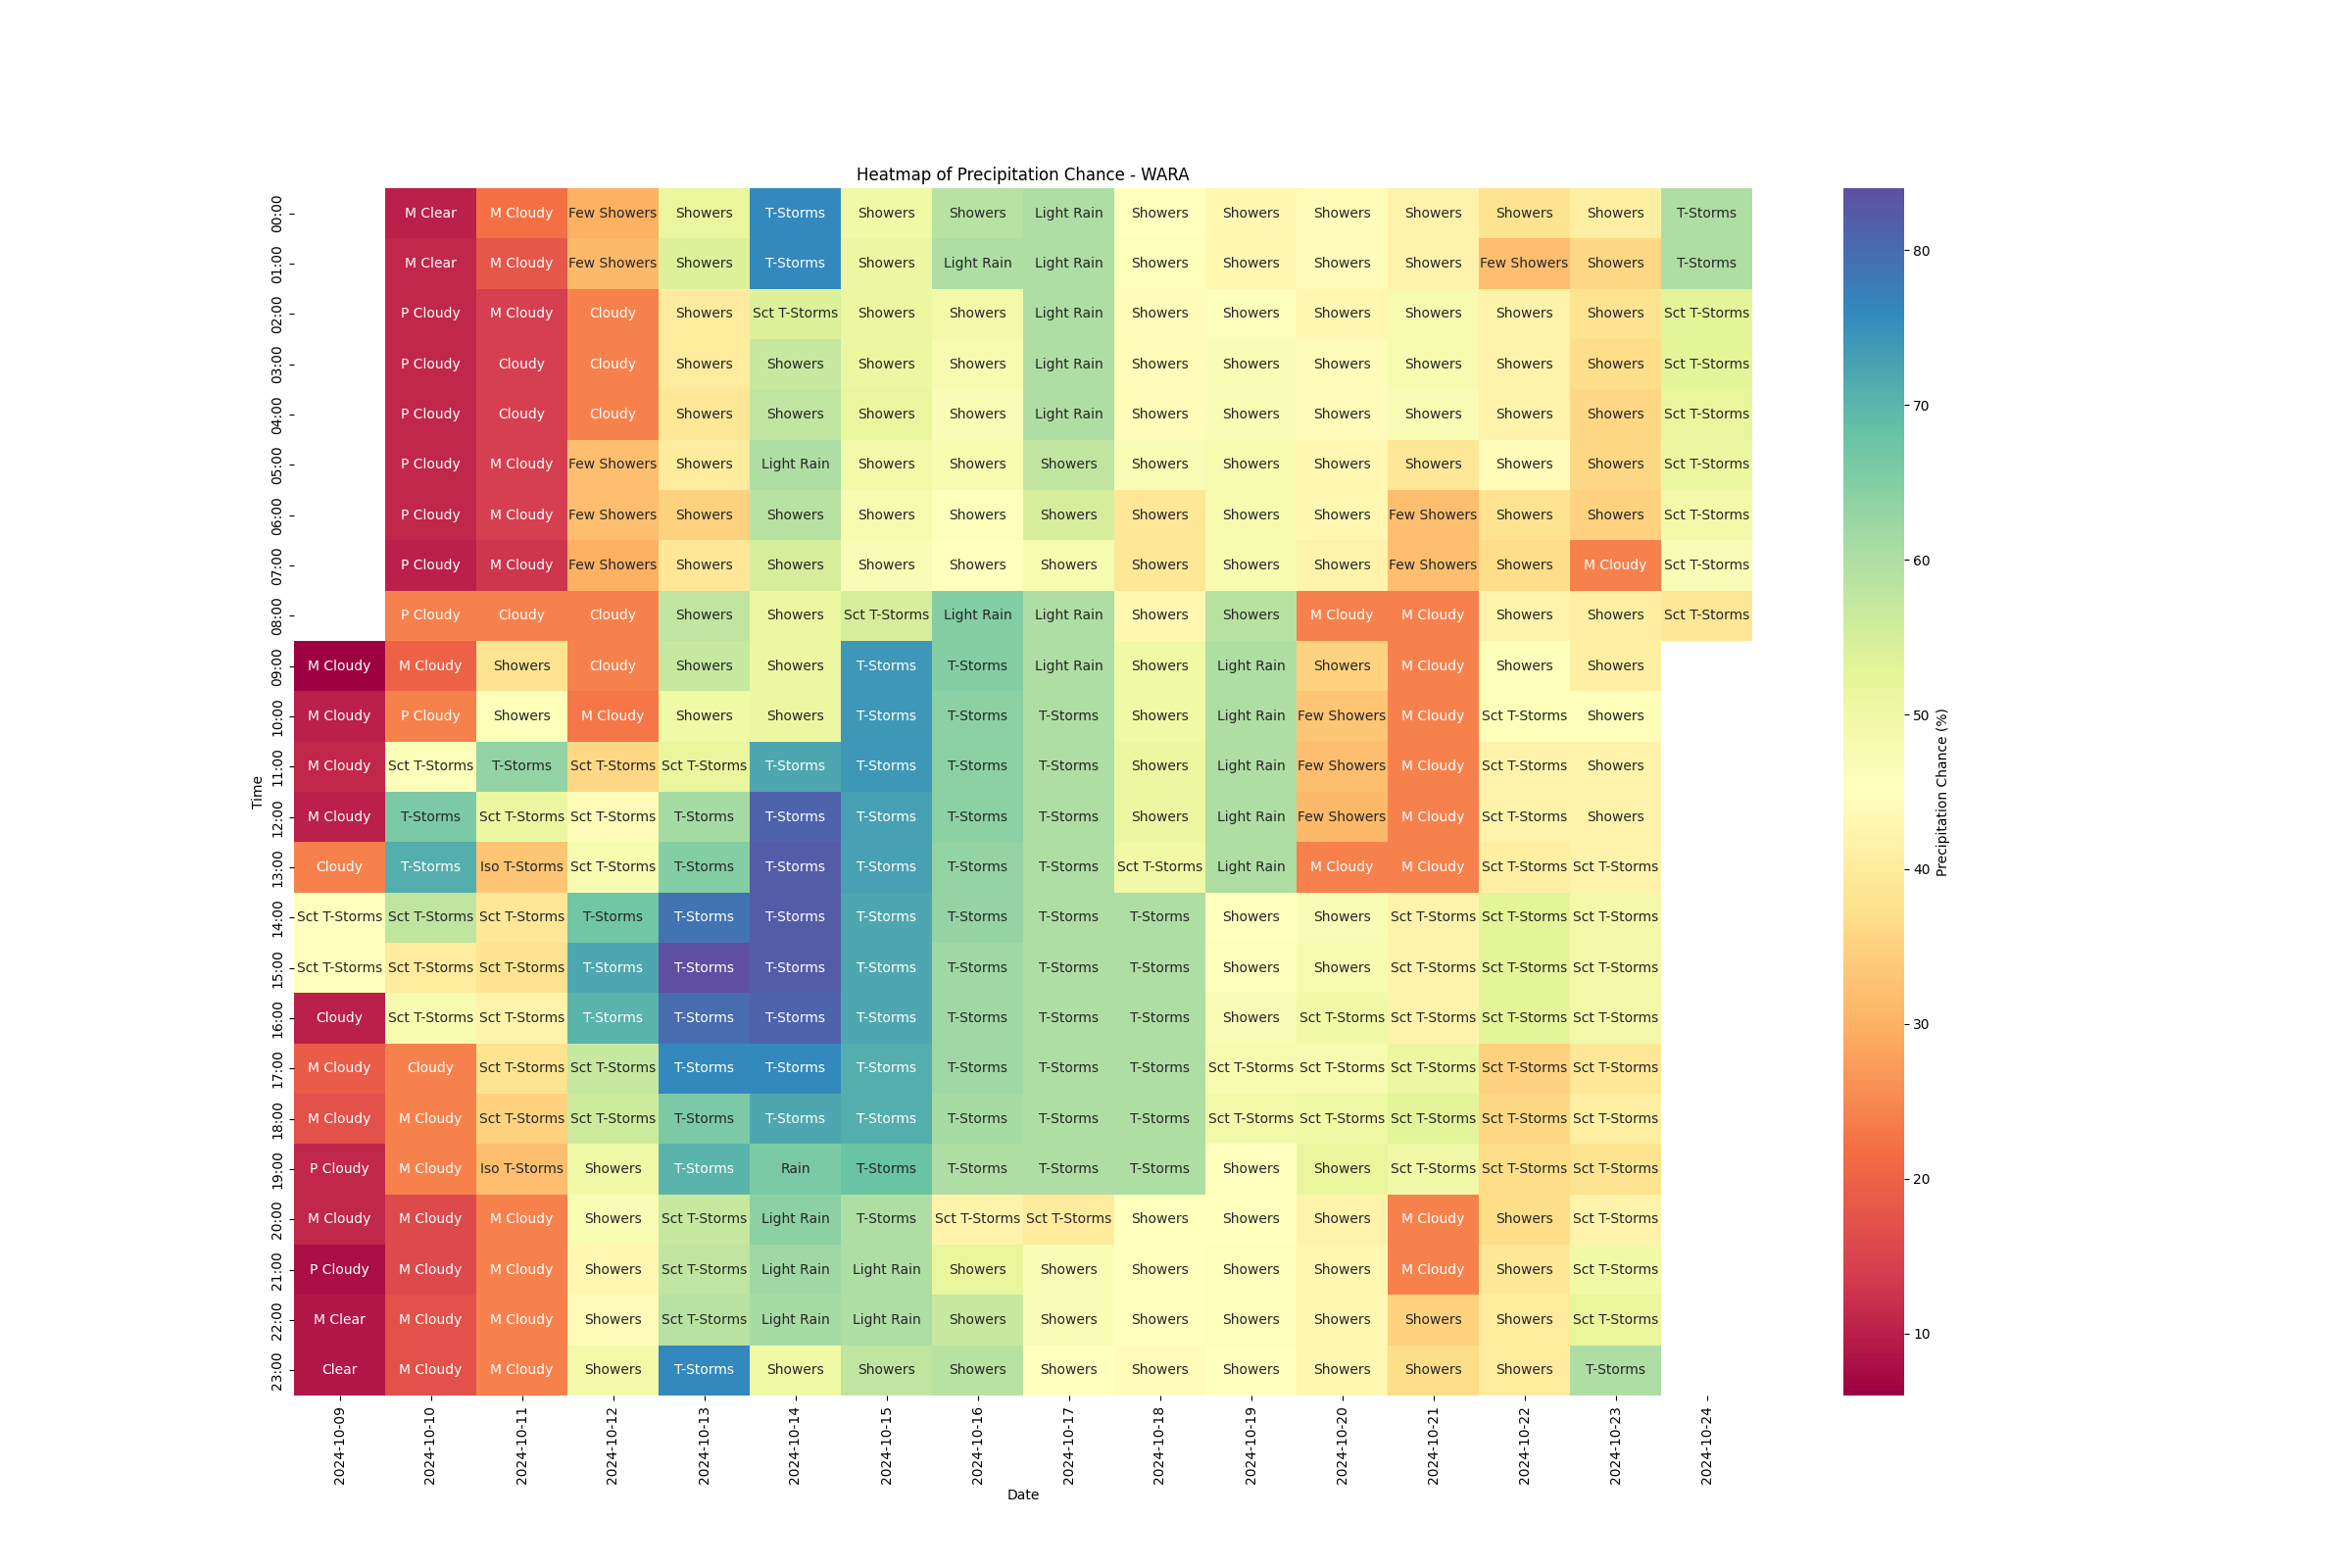 Heatmap of Precipitation Chance - WARA
00:00 M Clear M Cloudy Few Showers Showers T-Storms Showers Showers Light Rain Showers Showers Showers Showers Showers Showers T-Storms
01:00 M Clear M Cloudy Few Showers Showers T-Storms Showers Light Rain Light Rain Showers Showers Showers Showers Few Showers Showers T-Storms
02:00 P Cloudy M Cloudy Cloudy Showers Sct T-Storms Showers Showers Light Rain Showers Showers Showers Showers Showers Showers Sct T-Storms
03:00 P Cloudy Cloudy Cloudy Showers Showers Showers Showers Light Rain Showers Showers Showers Showers Showers Showers Sct T-Storms
04:00 P Cloudy Cloudy Cloudy Showers Showers Showers Showers Light Rain Showers Showers Showers Showers Showers Showers Sct T-Storms
05:00 P Cloudy M Cloudy Few Showers Showers Light Rain Showers Showers Showers Showers Showers Showers Showers Showers Showers Sct T-Storms
06:00 P Cloudy M Cloudy Few Showers Showers Showers Showers Showers Showers Showers Showers Showers Few Showers Showers Showers Sct T-Storms
07:00 P Cloudy M Cloudy Few Showers Showers Showers Showers Showers Showers Showers Showers Showers Few Showers Showers M Cloudy Sct T-Storms
08:00 P Cloudy Cloudy Cloudy Showers Showers Sct T-Storms Light Rain Light Rain Showers Showers M Cloudy M Cloudy Showers Showers Sct T-Storms
09:00 M Cloudy M Cloudy Showers Cloudy Showers Showers T-Storms T-Storms Light Rain Showers Light Rain Showers M Cloudy Showers Showers
10:00 M Cloudy P Cloudy Showers M Cloudy Showers Showers T-Storms T-Storms T-Storms Showers Light Rain Few Showers M Cloudy Sct T-Storms Showers
11:00 M Cloudy Sct T-Storms T-Storms Sct T-Storms Sct T-Storms T-Storms T-Storms T-Storms T-Storms Showers Light Rain Few Showers M Cloudy Sct T-Storms Showers
12:00 M Cloudy T-Storms Sct T-Storms Sct T-Storms T-Storms T-Storms T-Storms T-Storms T-Storms Showers Light Rain Few Showers M Cloudy Sct T-Storms Showers
13:00 Cloudy T-Storms Iso T-Storms Sct T-Storms T-Storms T-Storms T-Storms T-Storms T-Storms Sct T-Storms Light Rain M Cloudy M Cloudy Sct T-Storms Sct T-Storms
14:00 Sct T-Storms Sct T-Storms Sct T-Storms T-Storms T-Storms T-Storms T-Storms T-Storms T-Storms T-Storms Showers Showers Sct T-Storms Sct T-Storms Sct T-Storms
15:00 Sct T-Storms Sct T-Storms Sct T-Storms T-Storms T-Storms T-Storms T-Storms T-Storms T-Storms T-Storms Showers Showers Sct T-Storms Sct T-Storms Sct T-Storms
16:00 Cloudy Sct T-Storms Sct T-Storms T-Storms T-Storms T-Storms T-Storms T-Storms T-Storms T-Storms Showers Sct T-Storms Sct T-Storms Sct T-Storms Sct T-Storms
17:00 M Cloudy Cloudy Sct T-Storms Sct T-Storms T-Storms T-Storms T-Storms T-Storms T-Storms T-Storms Sct T-Storms Sct T-Storms Sct T-Storms Sct T-Storms Sct T-Storms
18:00 M Cloudy M Cloudy Sct T-Storms Sct T-Storms T-Storms T-Storms T-Storms T-Storms T-Storms T-Storms Sct T-Storms Sct T-Storms Sct T-Storms Sct T-Storms Sct T-Storms
19:00 P Cloudy M Cloudy Iso T-Storms Showers T-Storms Rain T-Storms T-Storms T-Storms T-Storms Showers Showers Sct T-Storms Sct T-Storms Sct T-Storms
20:00 M Cloudy M Cloudy M Cloudy Showers Sct T-Storms Light Rain T-Storms Sct T-Storms Sct T-Storms Showers Showers Showers M Cloudy Showers Sct T-Storms
21:00 P Cloudy M Cloudy M Cloudy Showers Sct T-Storms Light Rain Light Rain Showers Showers Showers Showers Showers M Cloudy Showers Sct T-Storms
22:00 M Clear M Cloudy M Cloudy Showers Sct T-Storms Light Rain Light Rain Showers Showers Showers Showers Showers Showers Showers Sct T-Storms
23:00 Clear M Cloudy M Cloudy Showers T-Storms Showers Showers Showers Showers Showers Showers Showers Showers Showers T-Storms
2024-10-09 2024-10-10 2024-10-11 2024-10-12 2024-10-13 2024-10-14 2024-10-15 2024-10-16 2024-10-17 2024-10-18 2024-10-19 2024-10-20 2024-10-21 2024-10-22 2024-10-23 2024-10-24
Date
Time
80
70
60
50
40
30
20
10
Precipitation Chance (%)